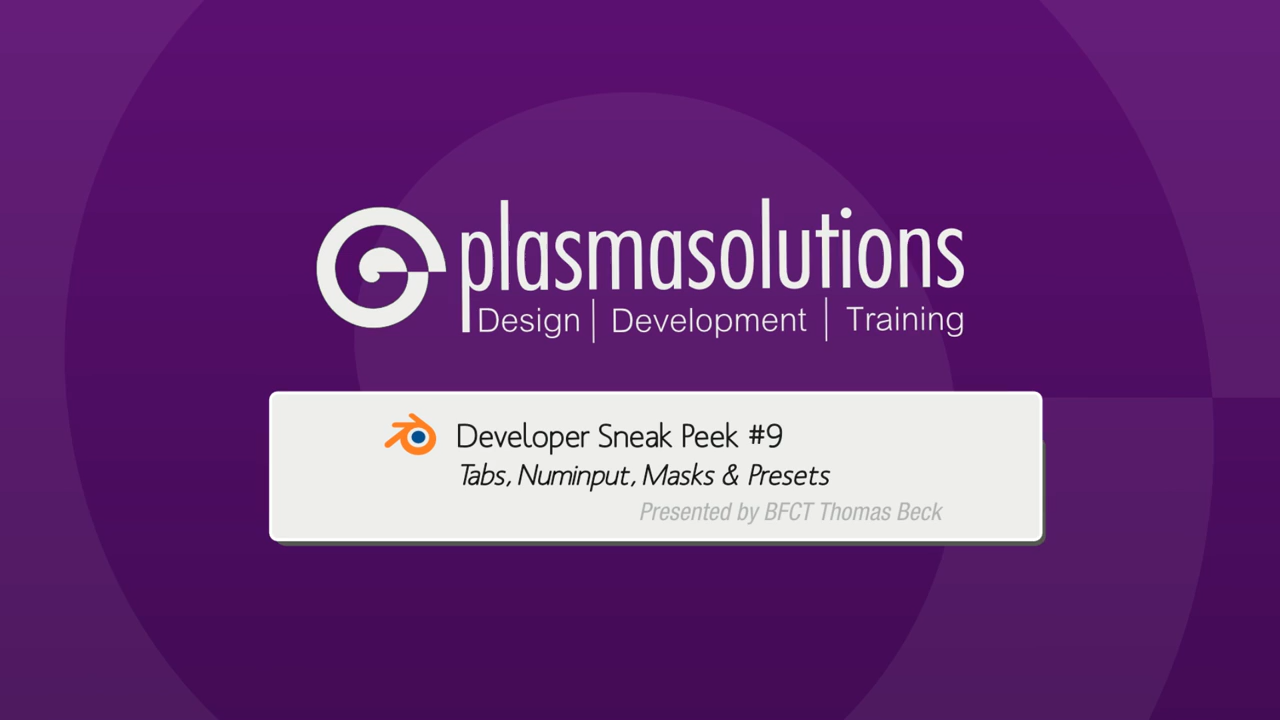 plasmasolutions
Design | Development | Training
Developer Sneak Peek #9
Tabs, Numinput, Masks & Presets
Presented by BFCT Thomas Beck